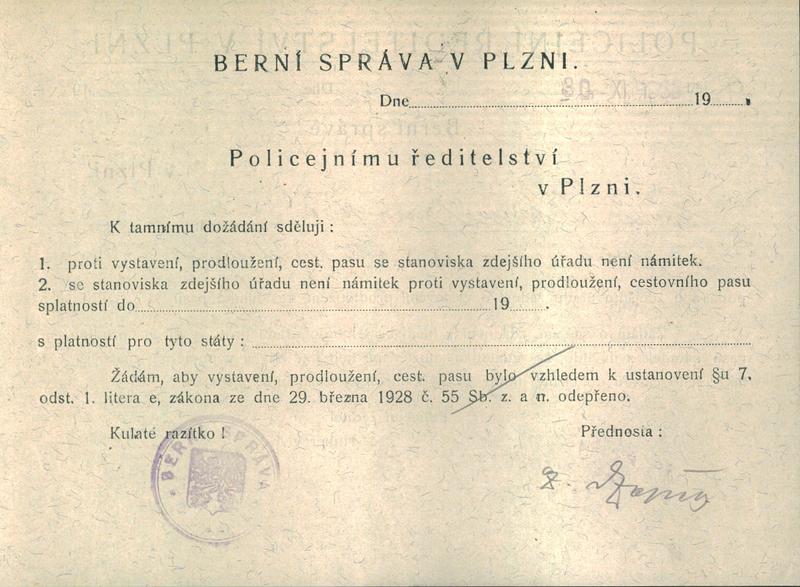 BERNÍ SPRÁVA V PLZNI.
Dne 19 .
Policejnímu ředitelství
v Plzni.
K tamnímu dožádání sděluji :
1. proti vystavení, prodloužení, cest. pasu se stanoviska zdejšího úřadu není námitek.
2. se stanoviska zdejšího úřadu není námitek proti vystavení, prodloužení, cestovního pasu
splatností do 19 .
s platností pro tyto státy :
Žádám, aby vystavení, prodloužení, cest. pasu bylo vzhledem k ustanovení §u 7,
odst. 1. litera e, zákona ze dne 29. března 1928 č. 55 Sb. z. a n. odepřeno.
Kulaté razítko !
Přednosta :
BERNÍ SPRÁVA